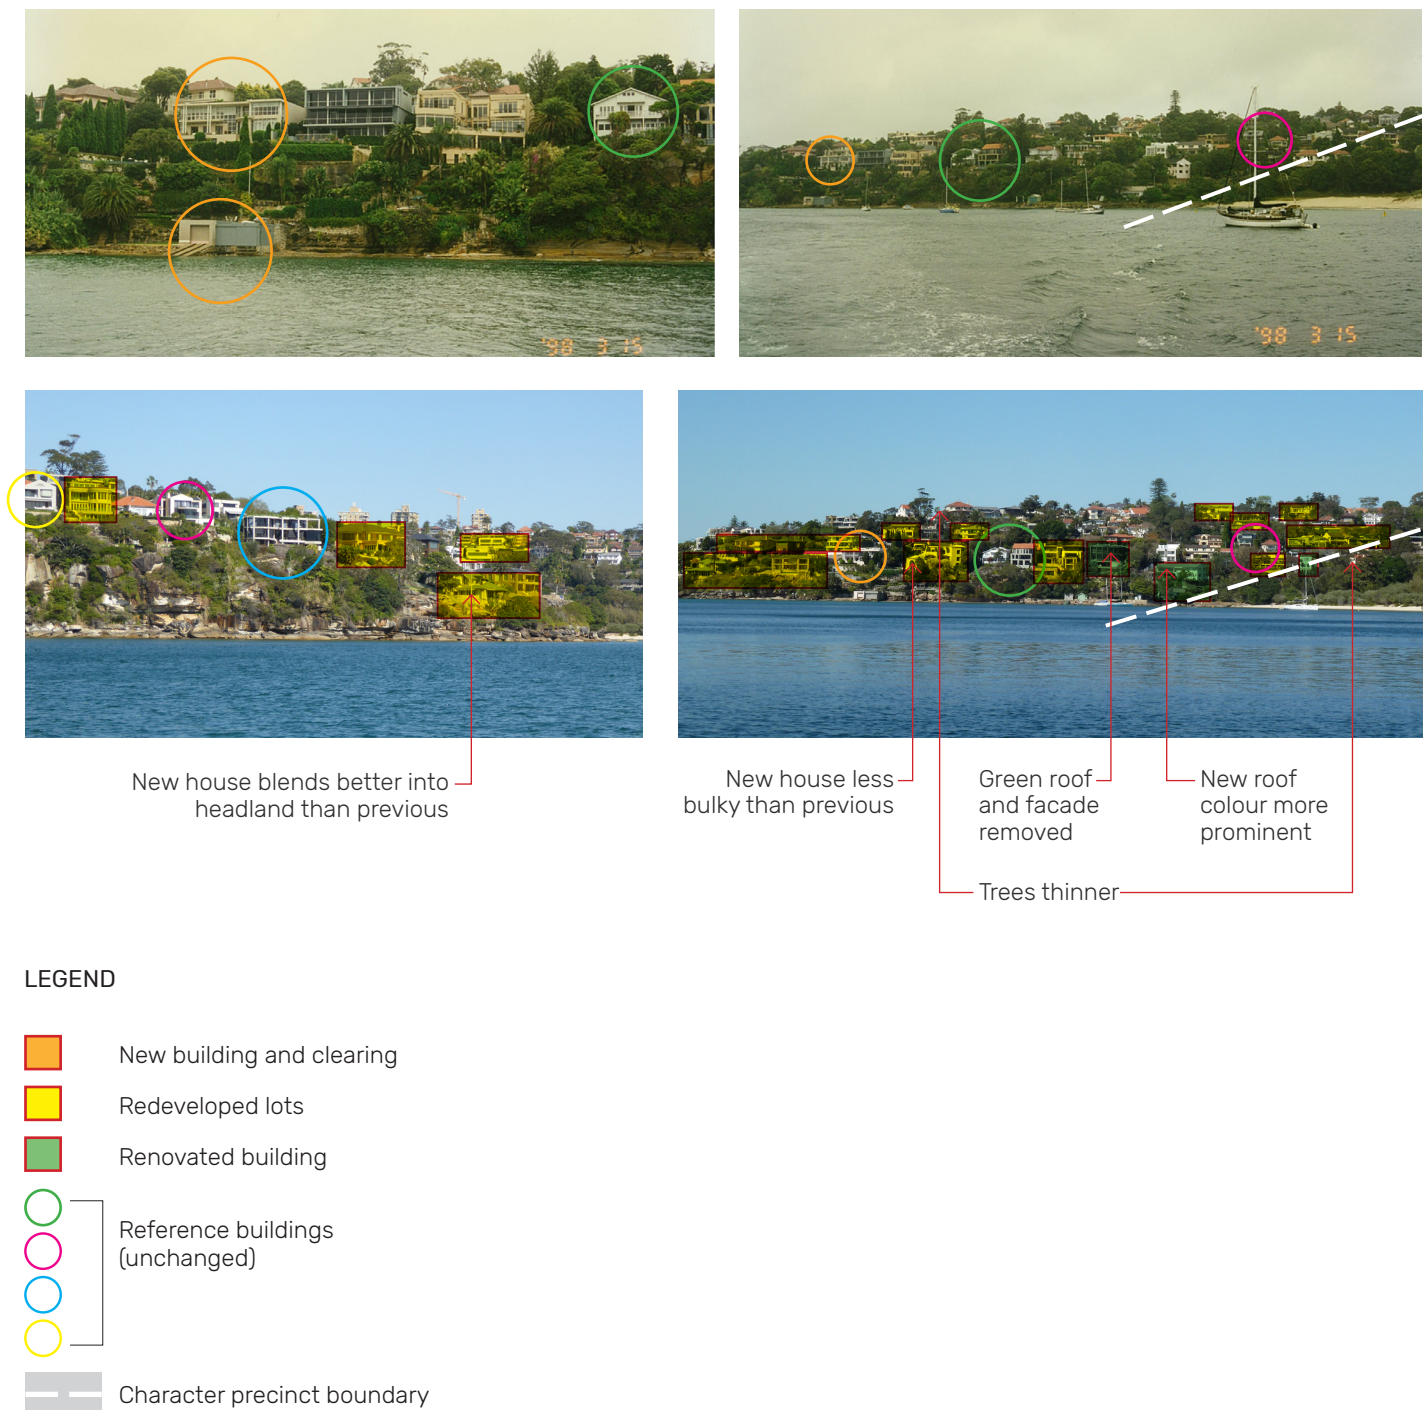 '98 3 15
'98 3 15
New house blends better into
headland than previous
New house less
bulky than previous
Green roof
and facade
removed
New roof
colour more
prominent
Trees thinner
LEGEND
New building and clearing
Redeveloped lots
Renovated building
Reference buildings
(unchanged)
Character precinct boundary